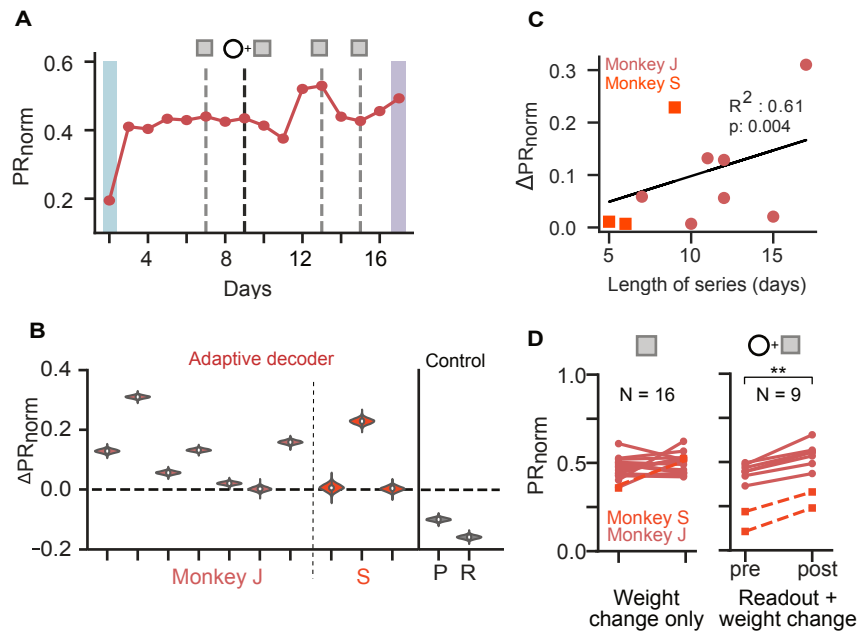 A
+
0.6
0.4
0.2
PRnorm
4
8
12
16
Days
B
Adaptive decoder
Control
0.4
0.2
0.0
−0.2
ΔPRnorm
Monkey J
S
P
R
C
Monkey J
Monkey S
R2 : 0.61
p: 0.004
0.3
0.2
0.1
0.0
ΔPRnorm
5
10
15
Length of series (days)
D
+
**
1.0
0.5
0.0
PRnorm
N = 16
N = 9
Monkey S
Monkey J
pre
post
Weight
change only
Readout +
weight change